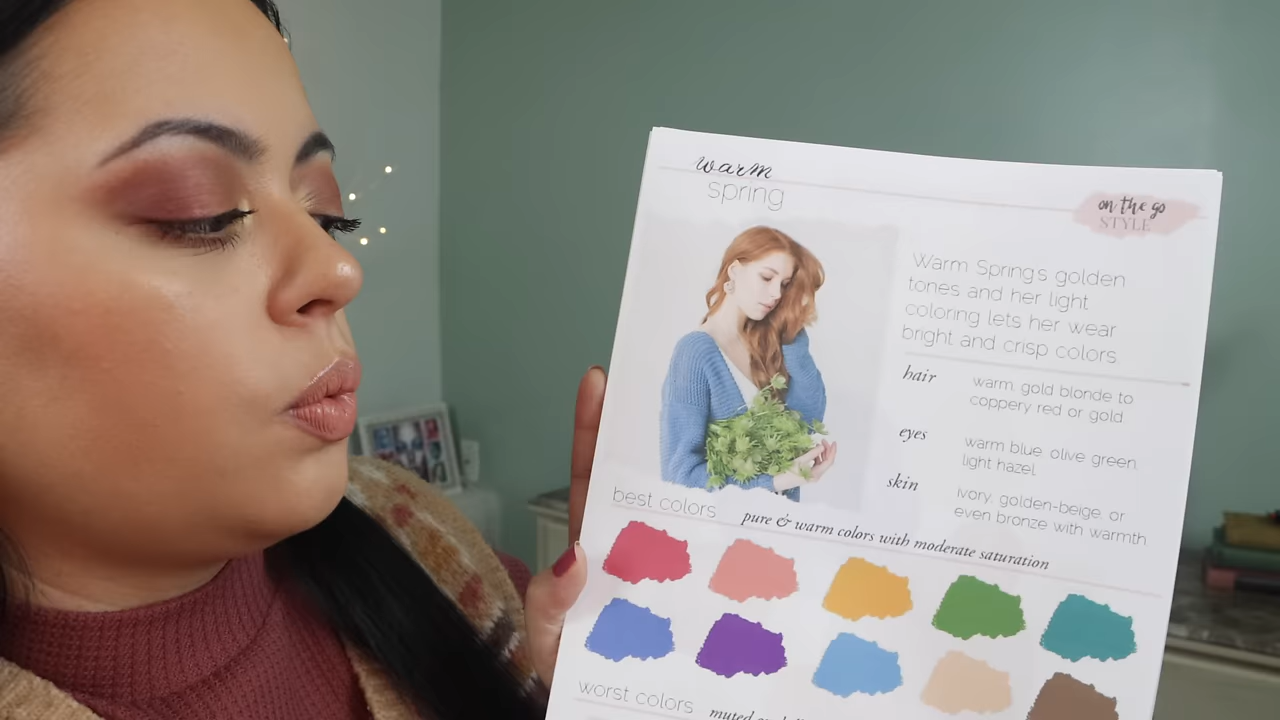 warm
spring
on the go
STYLE
Warm Spring's golden
tones and her light
coloring lets her wear
bright and crisp colors.
hair
warm, gold blonde to
coppery red or gold
eyes
warm blue, olive green,
light hazel
skin
ivory, golden-beige, or
even bronze with warmth
best colors
pure & warm colors with moderate saturation
worst colors
muted